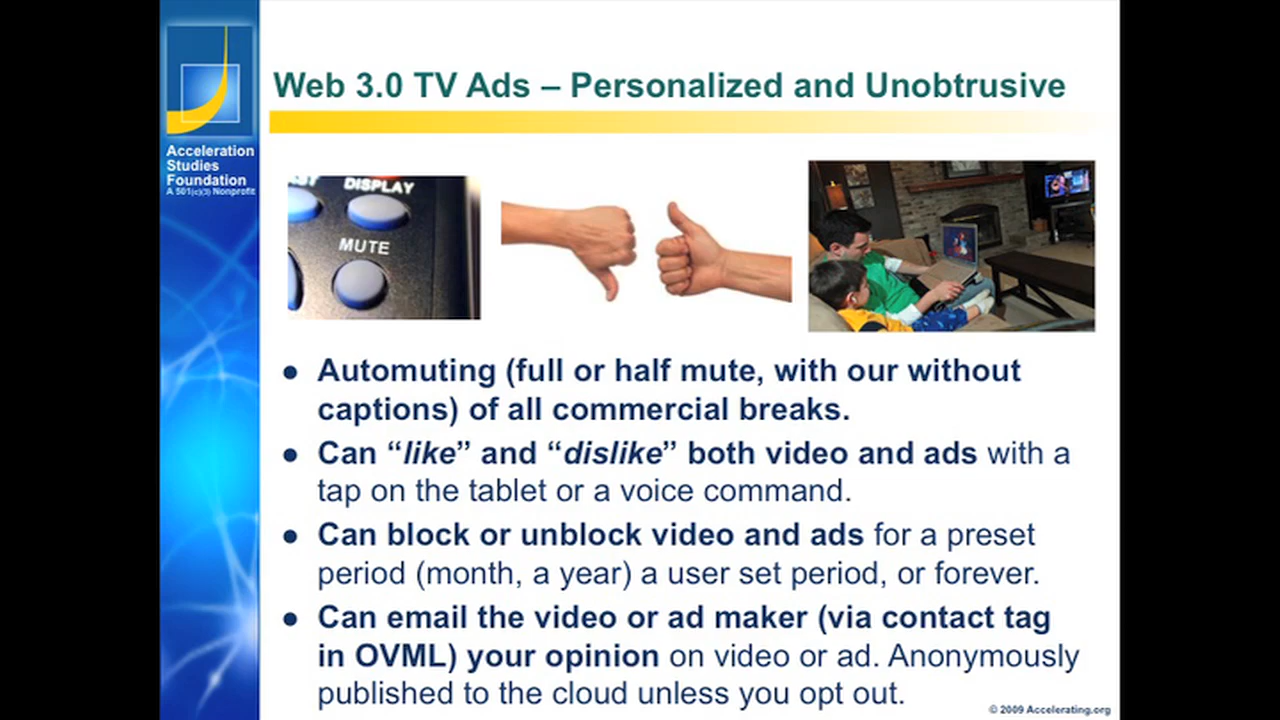 Acceleration
Studies
Foundation
A 501(c)(3) Nonprofit
Web 3.0 TV Ads – Personalized and Unobtrusive
DISPLAY
MUTE
● Automuting (full or half mute, with our without
captions) of all commercial breaks.
● Can “like” and “dislike” both video and ads with a
tap on the tablet or a voice command.
● Can block or unblock video and ads for a preset
period (month, a year) a user set period, or forever.
● Can email the video or ad maker (via contact tag
in OVML) your opinion on video or ad. Anonymously
published to the cloud unless you opt out.
© 2009 Accelerating.org